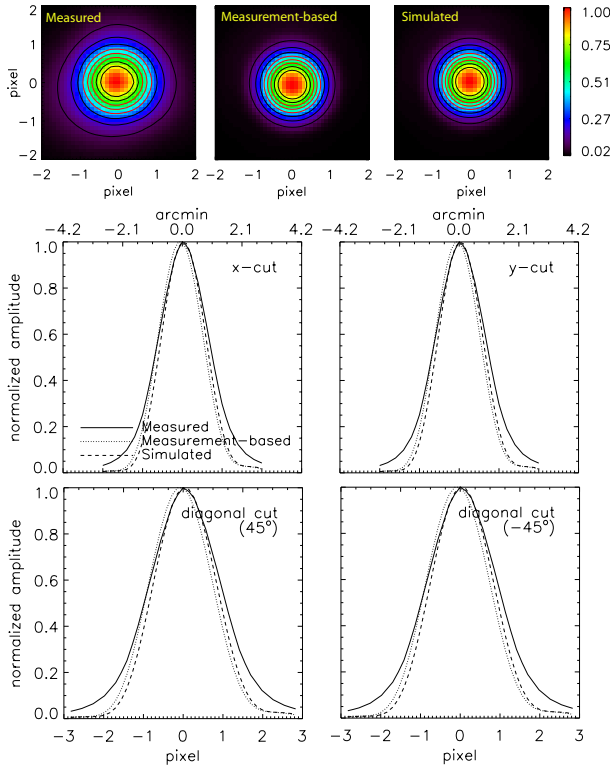 Measured Measurement-based Simulated
2
1
0
−1
−2
pixel
−2 −1 0 1 2
pixel
−2 −1 0 1 2
pixel
−2 −1 0 1 2
pixel
1.00
0.75
0.51
0.27
0.02
arcmin
−4.2 −2.1 0.0 2.1 4.2
arcmin
−4.2 −2.1 0.0 2.1 4.2
normalized amplitude
1.0
0.8
0.6
0.4
0.2
0.0
x-cut
Measured
Measurement-based
Simulated
y-cut
normalized amplitude
1.0
0.8
0.6
0.4
0.2
0.0
diagonal cut
(45°)
diagonal cut
(−45°)
−3 −2 −1 0 1 2 3
pixel
−3 −2 −1 0 1 2 3
pixel